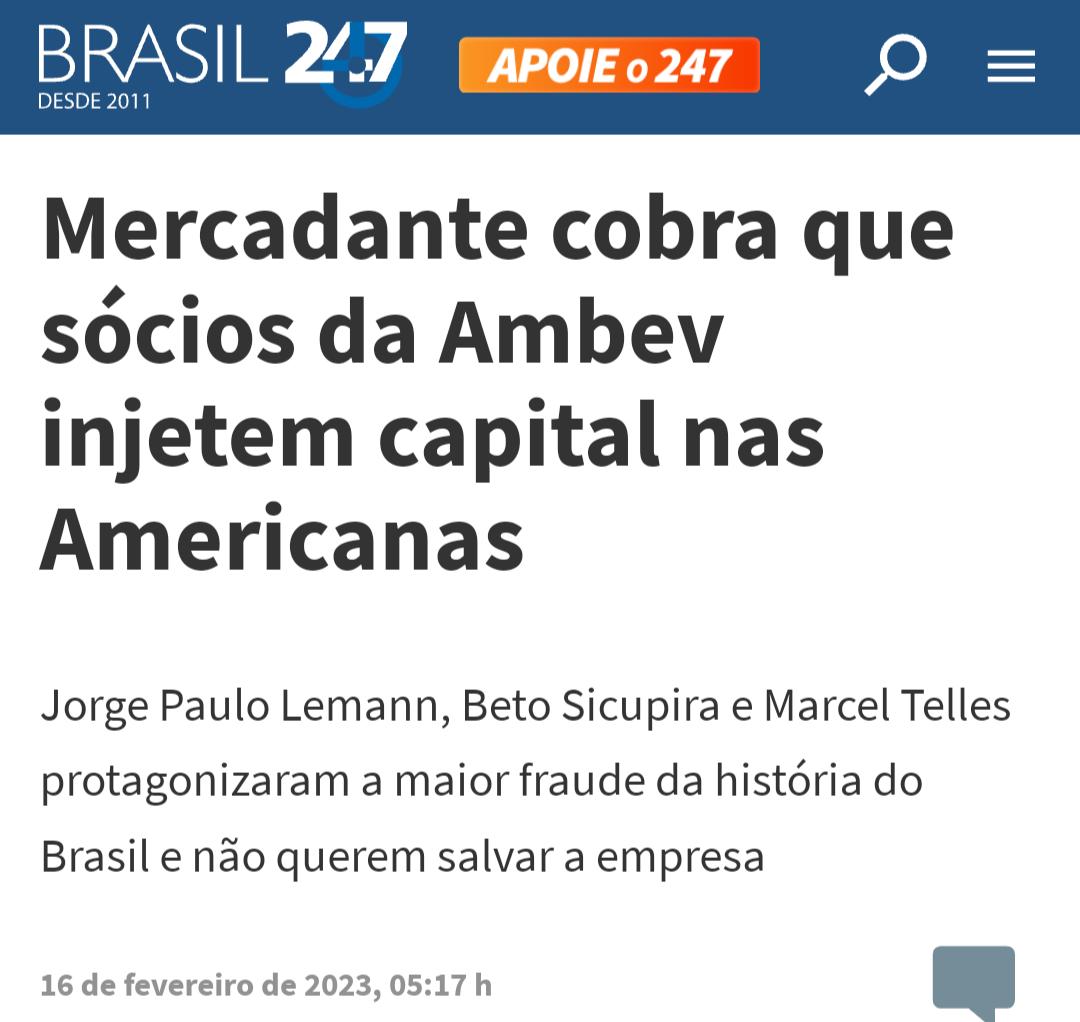 BRASIL 247
DESDE 2011
APOIE o 247
Mercadante cobra que
sócios da Ambev
injetem capital nas
Americanas
Jorge Paulo Lemann, Beto Sicupira e Marcel Telles
protagonizaram a maior fraude da história do
Brasil e não querem salvar a empresa
16 de fevereiro de 2023, 05:17 h